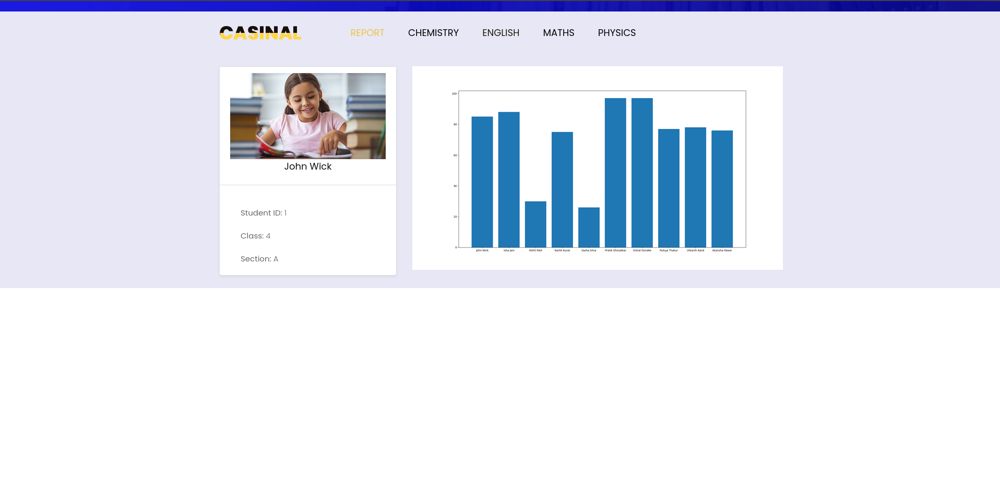 CASINAL
REPORT CHEMISTRY ENGLISH MATHS PHYSICS
John Wick
Student ID: 1
Class: 4
Section: A
100
80
60
40
20
0
John Wick Isha Jain Rohit Patil Kartik Kunal Sasha Silva Pratik Ghosalkar Vishal Gondke Rutuja Thakur Utkarsh Kand Akansha Pawar